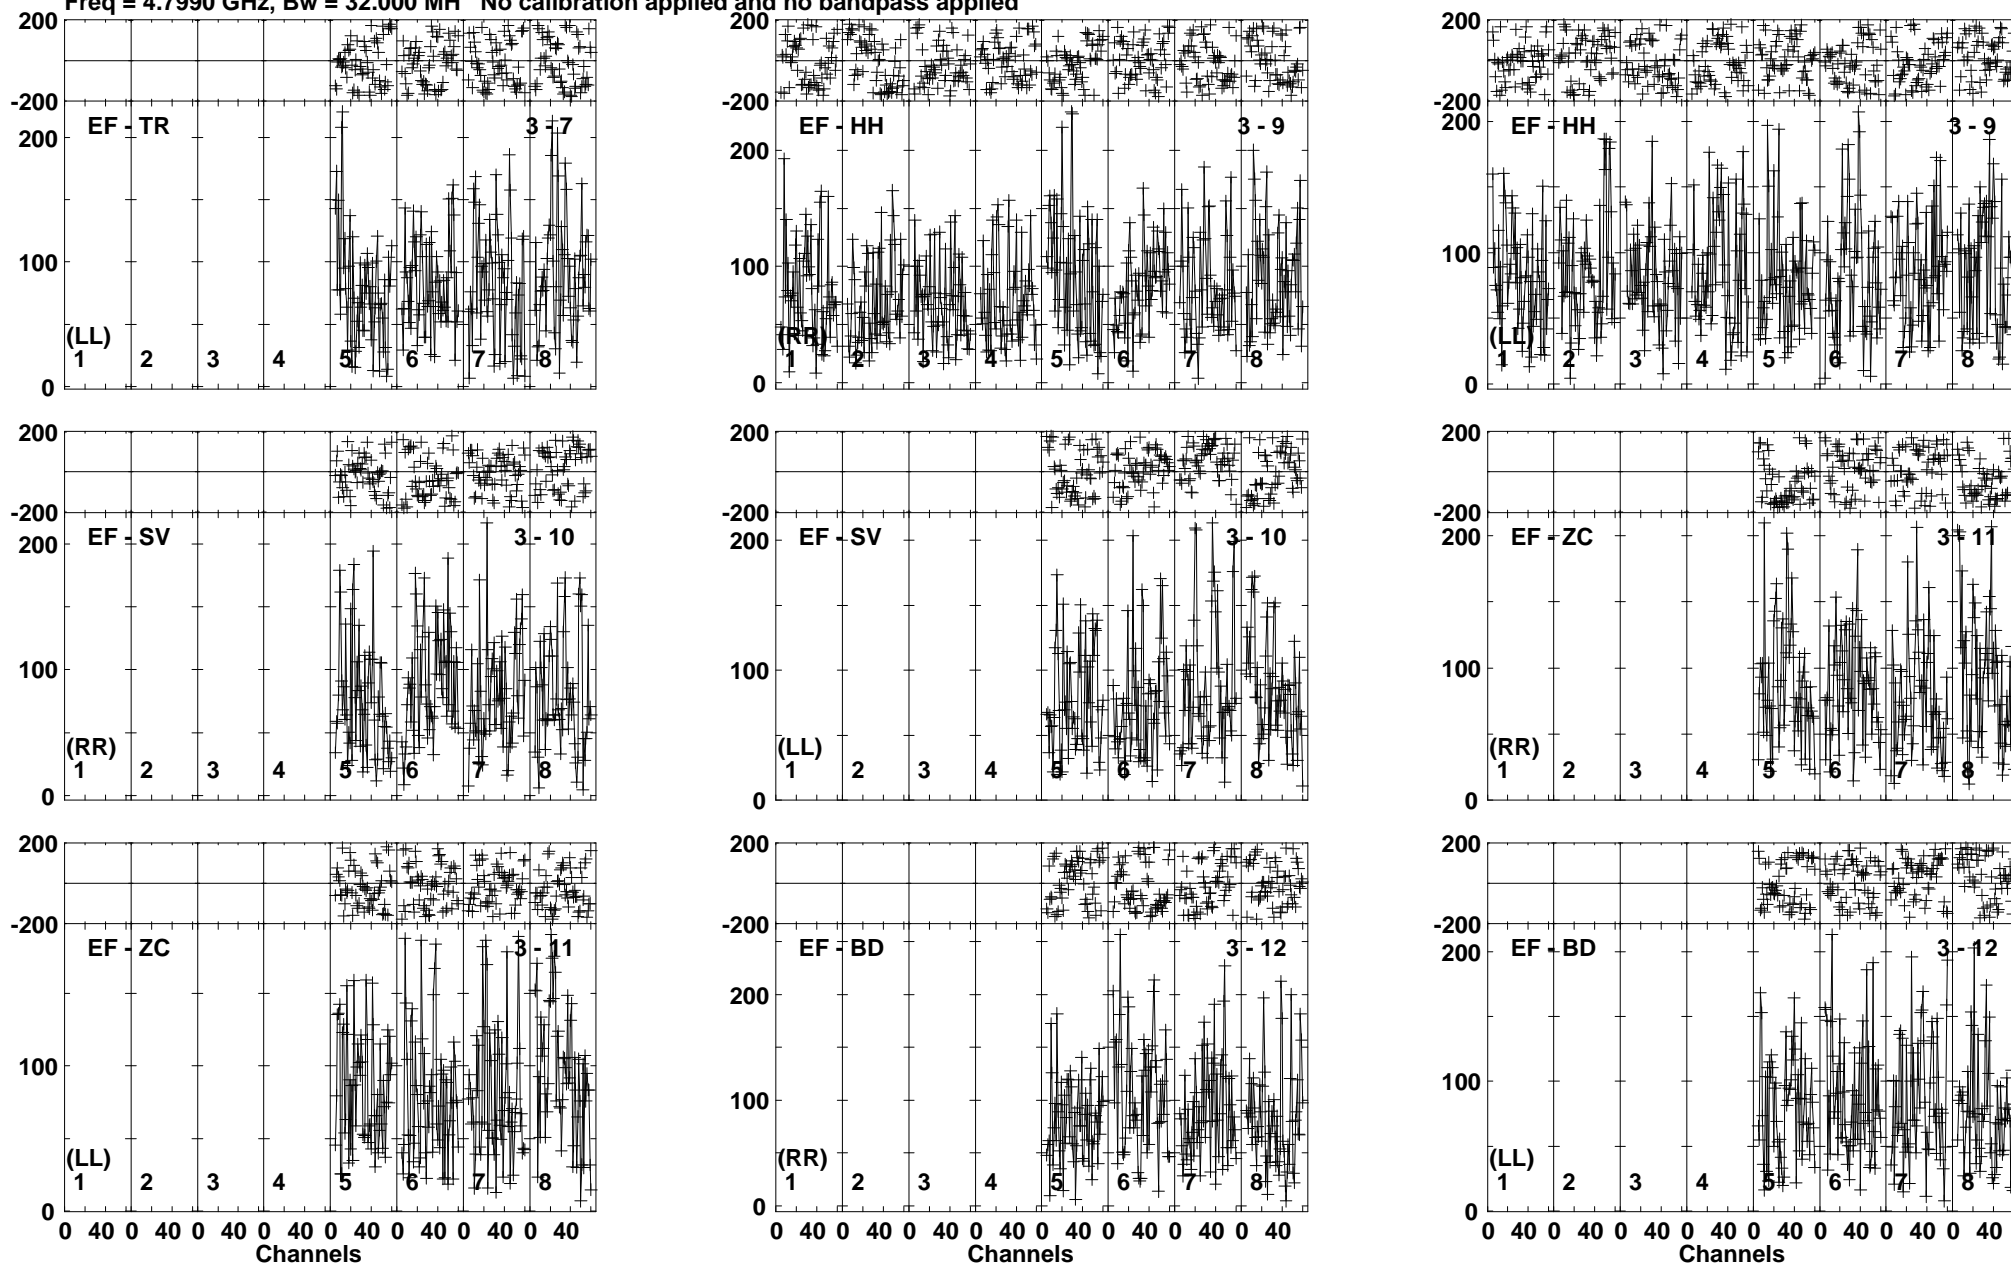 Freq = 4.7990 GHz, Bw = 32.000 MH No calibration applied and no bandpass applied
200 200 200
-200 -200 -200
EF - TR 3 - 7 EF - HH 3 - 9 EF - HH 3 - 9
200 200 200
100 100 100
(LL) (RR) (LL)
1 2 3 4 5 6 7 8 1 2 3 4 5 6 7 8 1 2 3 4 5 6 7 8
0 0 0
200 200 200
-200 -200 -200
EF - SV 3 - 10 EF - SV 3 - 10 EF - ZC 3 - 11
200 200 200
100 100 100
(RR) (LL) (RR)
1 2 3 4 5 6 7 8 1 2 3 4 5 6 7 8 1 2 3 4 5 6 7 8
0 0 0
200 200 200
-200 -200 -200
EF - ZC 3 - 11 EF - BD 3 - 12 EF - BD 3 - 12
200 200
100 100 100
(LL) (RR) (LL)
1 2 3 4 5 6 7 8 1 2 3 4 5 6 7 8 1 2 3 4 5 6 7 8
0 0 0
0 40 0 40 0 40 0 40 0 40 0 40 0 40 0 40 0 40 0 40 0 40 0 40 0 40 0 40 0 40 0 40 0 40 0 40 0 40 0 40 0 40 0 40 0 40 0 40
Channels Channels Channels